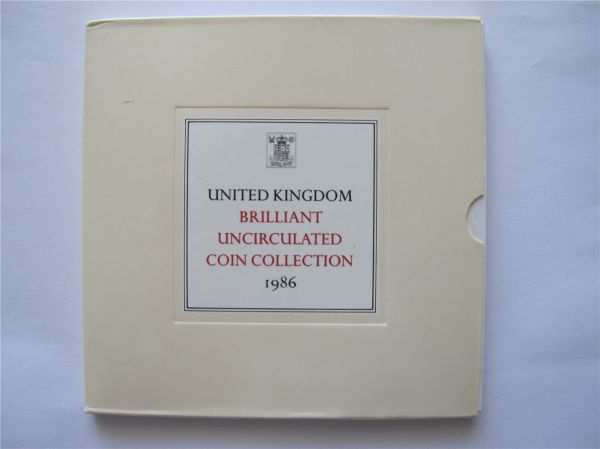 UNITED KINGDOM
BRILLIANT
UNCIRCULATED
COIN COLLECTION
1986